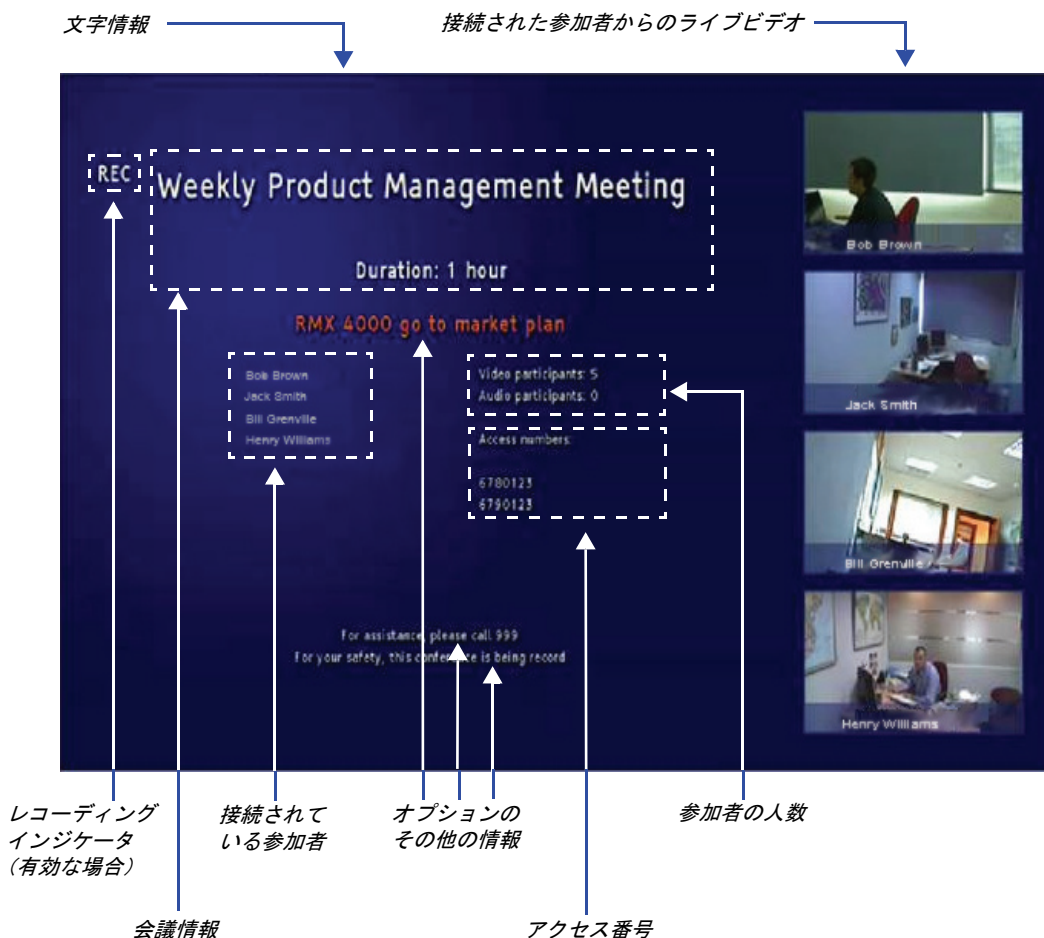 文字情報
接続された参加者からのライブビデオ
REC
Weekly Product Management Meeting
Duration: 1 hour
RMX 4000 go to market plan
Bob Brown
Jack Smith
Bill Grenville
Henry Williams
Video participants: 5
Audio participants: 0
Access numbers:
6780123
6790123
For assistance, please call 999
For your safety, this conference is being record
Bob Brown
Jack Smith
Bill Grenville
Henry Williams
レコーディング
インジケータ
（有効な場合）
接続されて
いる参加者
オプションの
その他の情報
参加者の人数
会議情報
アクセス番号